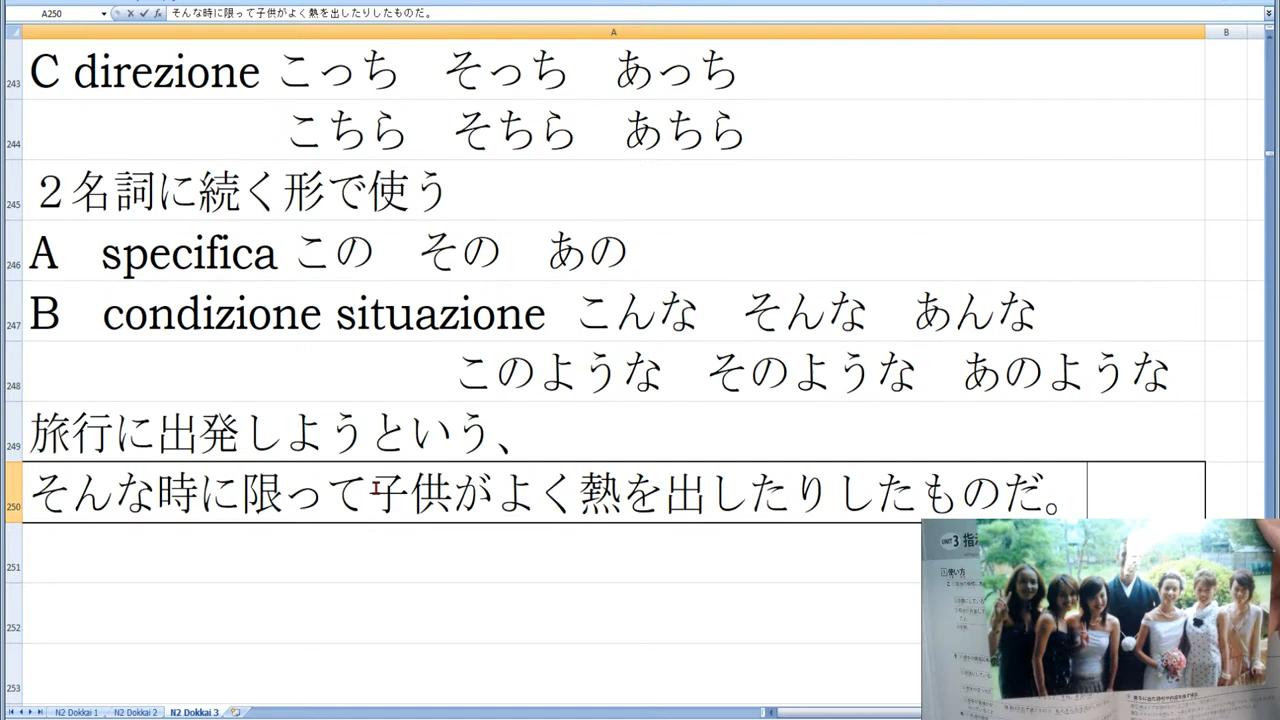 A250
そんな時に限って子供がよく熱を出したりしたものだ。
A
B
243
C direzione こっち　そっち　あっち
244
こちら　そちら　あちら
245
２名詞に続く形で使う
246
A　specifica この　その　あの
247
B　condizione situazione　こんな　そんな　あんな
248
このような　そのような　あのような
249
旅行に出発しようという、
250
そんな時に限って子供がよく熱を出したりしたものだ。
251
252
253
UNIT 3 指
使い方
N2 Dokkai 1
N2 Dokkai 2
N2 Dokkai 3